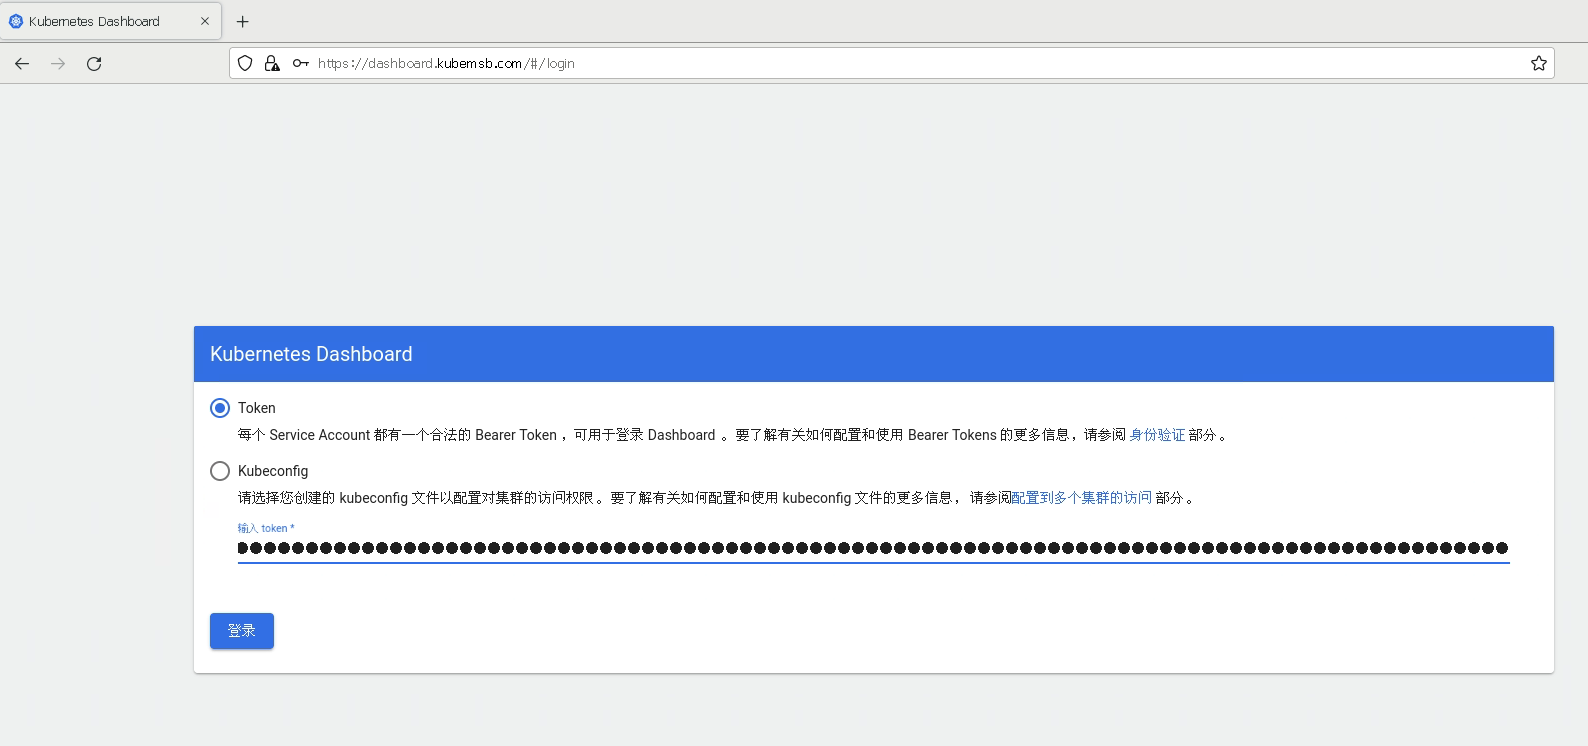 Kubernetes Dashboard
https://dashboard.kubemsb.com/#/login
Kubernetes Dashboard
Token
每个 Service Account 都有一个合法的 Bearer Token ，可用于登录 Dashboard 。要了解有关如何配置和使用 Bearer Tokens 的更多信息，请参阅 身份验证 部分。
Kubeconfig
请选择您创建的 kubeconfig 文件以配置对集群的访问权限。要了解有关如何配置和使用 kubeconfig 文件的更多信息，请参阅配置到多个集群的访问 部分。
输入 token *
登录